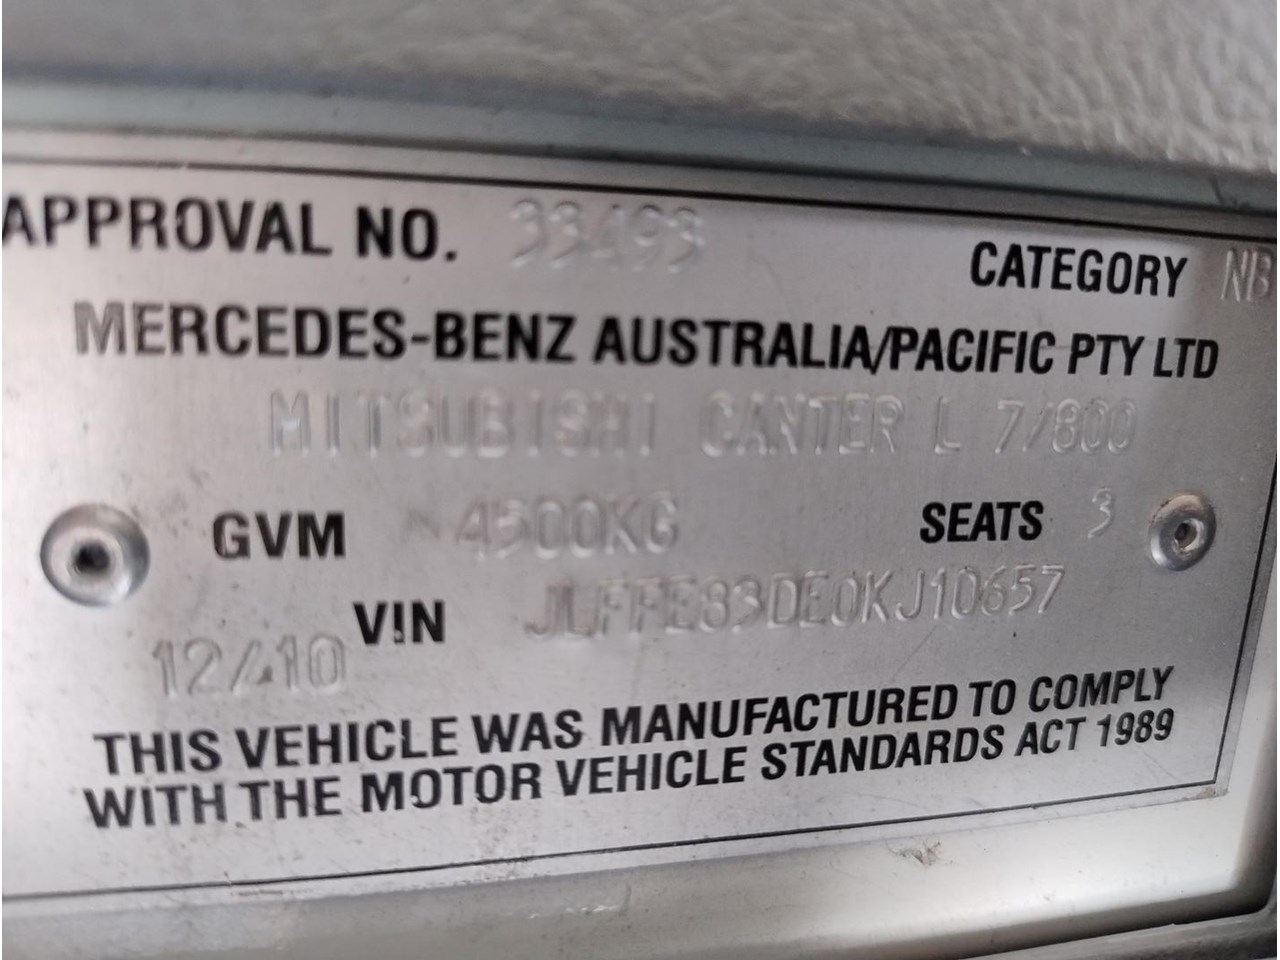 APPROVAL NO. 33493 CATEGORY NB
MERCEDES-BENZ AUSTRALIA/PACIFIC PTY LTD
MITSUBISHI CANTER L 7/800
GVM 4500KG SEATS 3
VIN JLFFE83DE0KJ10657
12/10
THIS VEHICLE WAS MANUFACTURED TO COMPLY
WITH THE MOTOR VEHICLE STANDARDS ACT 1989